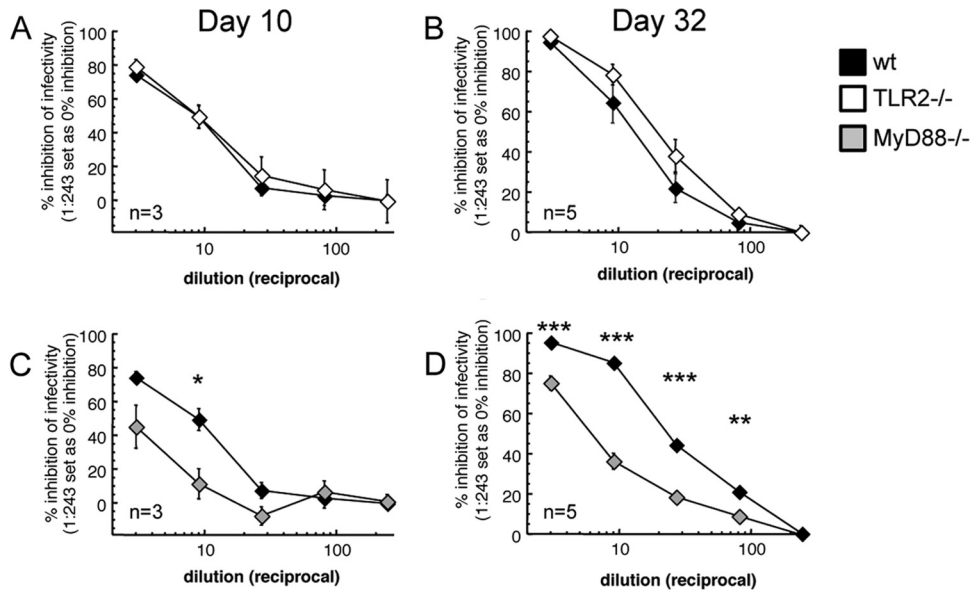 Day 10
Day 32
A
% inhibition of infectivity
(1:243 set as 0% inhibition)
100
80
60
40
20
0
n=3
10
100
dilution (reciprocal)
B
% inhibition of infectivity
(1:243 set as 0% inhibition)
100
80
60
40
20
0
n=5
10
100
dilution (reciprocal)
wt
TLR2-/-
MyD88-/-
C
% inhibition of infectivity
(1:243 set as 0% inhibition)
100
80
60
40
20
0
*
n=3
10
100
dilution (reciprocal)
D
% inhibition of infectivity
(1:243 set as 0% inhibition)
100
80
60
40
20
0
***
***
***
**
n=5
10
100
dilution (reciprocal)